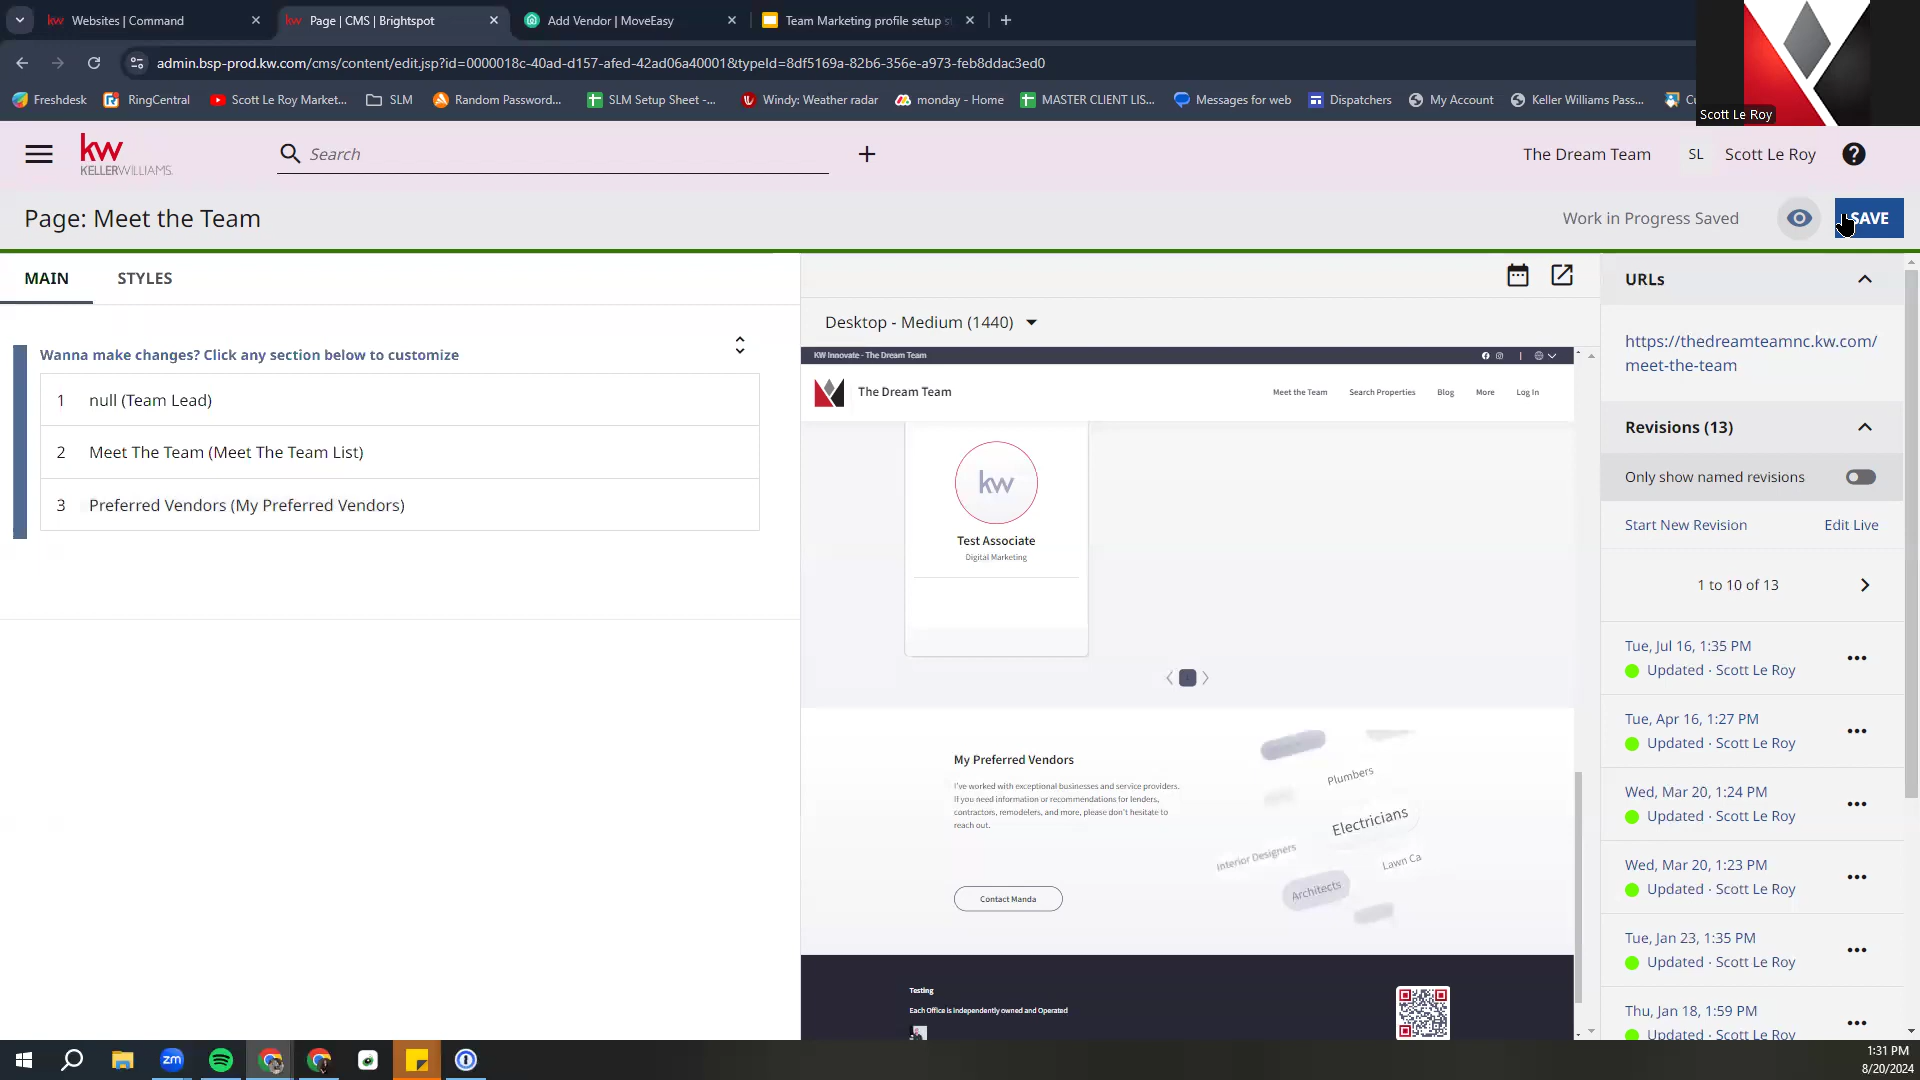 Websites | Command
Page | CMS | Brightspot
Add Vendor | MoveEasy
Team Marketing profile setup
admin.bsp-prod.kw.com/cms/content/edit.jsp?id=0000018c-40ad-d157-afed-42ad06a40001&typeId=8df5169a-82b6-356e-a973-feb8ddac3ed0
Freshdesk
RingCentral
Scott Le Roy Market...
SLM
Random Password...
SLM Setup Sheet -...
Windy: Weather radar
monday - Home
MASTER CLIENT LIS...
Messages for web
Dispatchers
My Account
Keller Williams Pass...
Scott Le Roy
kw
KELLERWILLIAMS.
Search
The Dream Team
SL
Scott Le Roy
Page: Meet the Team
Work in Progress Saved
SAVE
MAIN
STYLES
Wanna make changes? Click any section below to customize
1 null (Team Lead)
2 Meet The Team (Meet The Team List)
3 Preferred Vendors (My Preferred Vendors)
Desktop - Medium (1440)
KW Innovate - The Dream Team
The Dream Team
Meet the Team
Search Properties
Blog
More
Log In
kw
Test Associate
Digital Marketing
My Preferred Vendors
I've worked with exceptional businesses and service providers.
If you need information or recommendations for lenders,
contractors, remodelers, and more, please don't hesitate to
reach out.
Contact Manda
Plumbers
Electricians
Interior Designers
Lawn Ca
Architects
Testing
Each Office is Independently owned and Operated
URLs
https://thedreamteamnc.kw.com/
meet-the-team
Revisions (13)
Only show named revisions
Start New Revision
Edit Live
1 to 10 of 13
Tue, Jul 16, 1:35 PM
Updated · Scott Le Roy
Tue, Apr 16, 1:27 PM
Updated · Scott Le Roy
Wed, Mar 20, 1:24 PM
Updated · Scott Le Roy
Wed, Mar 20, 1:23 PM
Updated · Scott Le Roy
Tue, Jan 23, 1:35 PM
Updated · Scott Le Roy
Thu, Jan 18, 1:59 PM
Updated · Scott Le Roy
zm
1:31 PM
8/20/2024